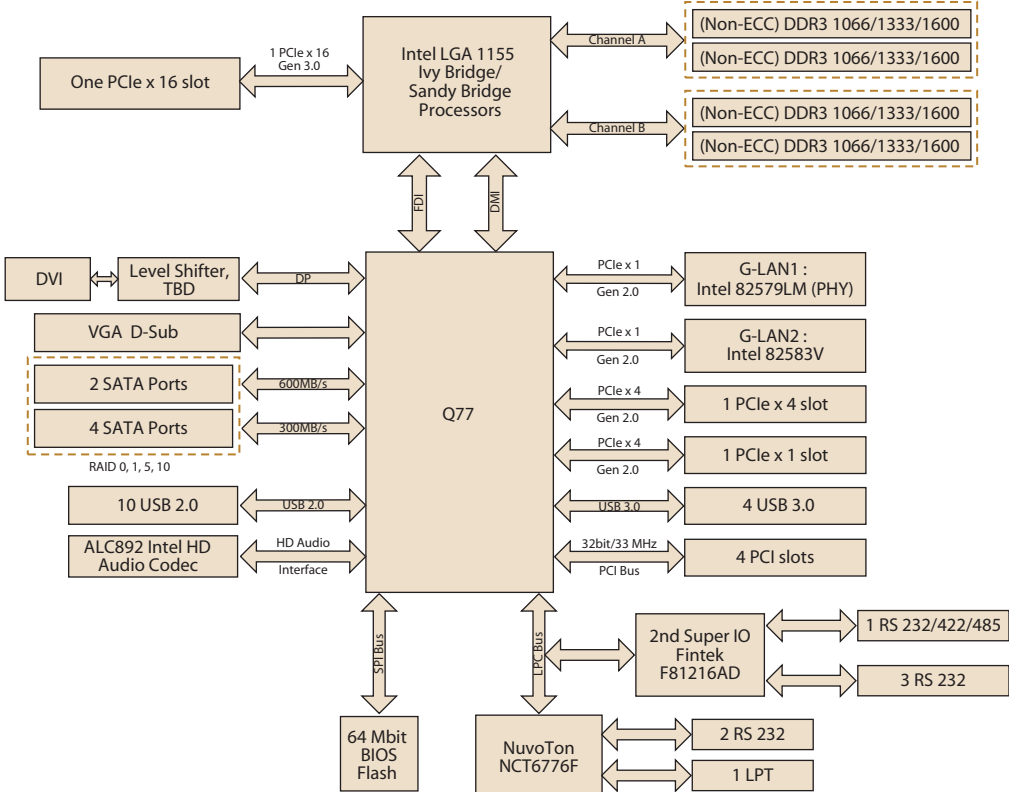 1 PCIe x 16
Gen 3.0
One PCIe x 16 slot
Intel LGA 1155
Ivy Bridge/
Sandy Bridge
Processors
Channel A
(Non-ECC) DDR3 1066/1333/1600
(Non-ECC) DDR3 1066/1333/1600
Channel B
(Non-ECC) DDR3 1066/1333/1600
(Non-ECC) DDR3 1066/1333/1600
FDI
DMI
DVI
Level Shifter,
TBD
DP
VGA D-Sub
2 SATA Ports
600MB/s
4 SATA Ports
300MB/s
RAID 0, 1, 5, 10
10 USB 2.0
USB 2.0
ALC892 Intel HD
Audio Codec
HD Audio
Interface
Q77
PCIe x 1
Gen 2.0
G-LAN1 :
Intel 82579LM (PHY)
PCIe x 1
Gen 2.0
G-LAN2 :
Intel 82583V
PCIe x 4
Gen 2.0
1 PCIe x 4 slot
PCIe x 4
Gen 2.0
1 PCIe x 1 slot
USB 3.0
4 USB 3.0
32bit/33 MHz
PCI Bus
4 PCI slots
SPI Bus
LPC Bus
2nd Super IO
Fintek
F81216AD
1 RS 232/422/485
3 RS 232
64 Mbit
BIOS
Flash
NuvoTon
NCT6776F
2 RS 232
1 LPT